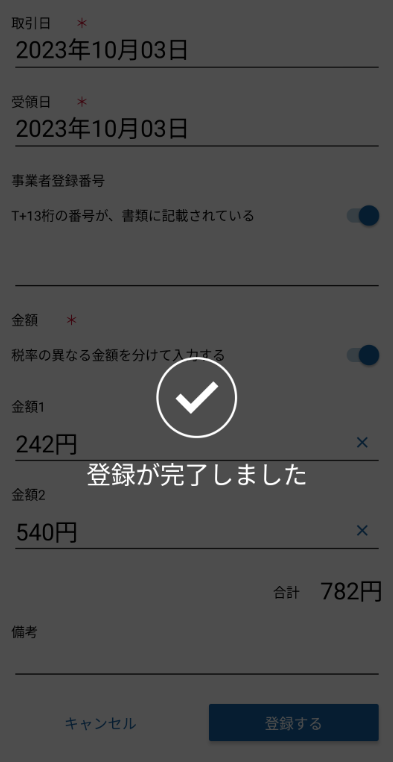 取引日 *
2023年10月03日
受領日 *
2023年10月03日
事業者登録番号
T+13桁の番号が、書類に記載されている
金額 *
税率の異なる金額を分けて入力する
金額1
242円 ×
登録が完了しました
金額2
540円 ×
合計 782円
備考
キャンセル 登録する